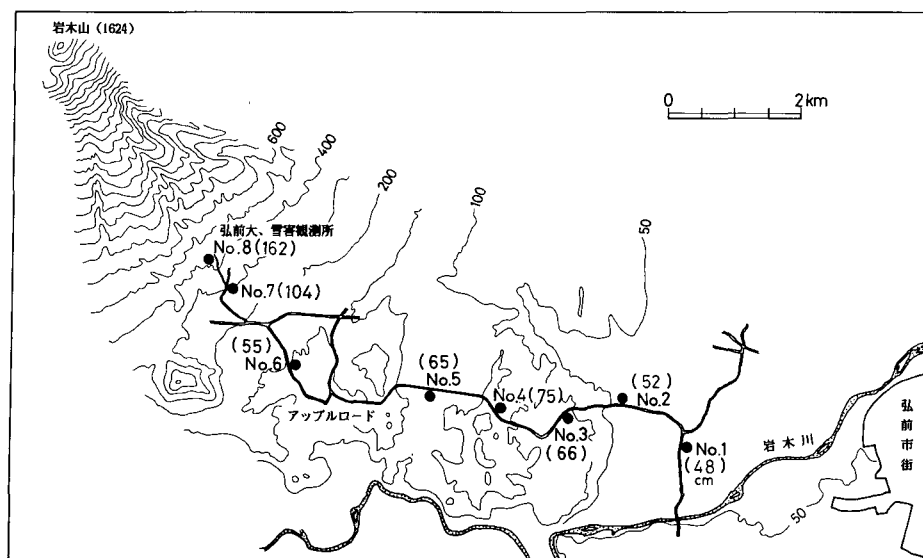 岩木山 (1624)
0 2km
600
400
200
100
50
弘前大、雪害観測所
No.8(162)
No.7(104)
(55)
No.6
(65)
No.5
No.4(75)
(52)
No.2
No.3
(66)
No.1
(48)
cm
アップルロード
岩木川
弘前市街
50